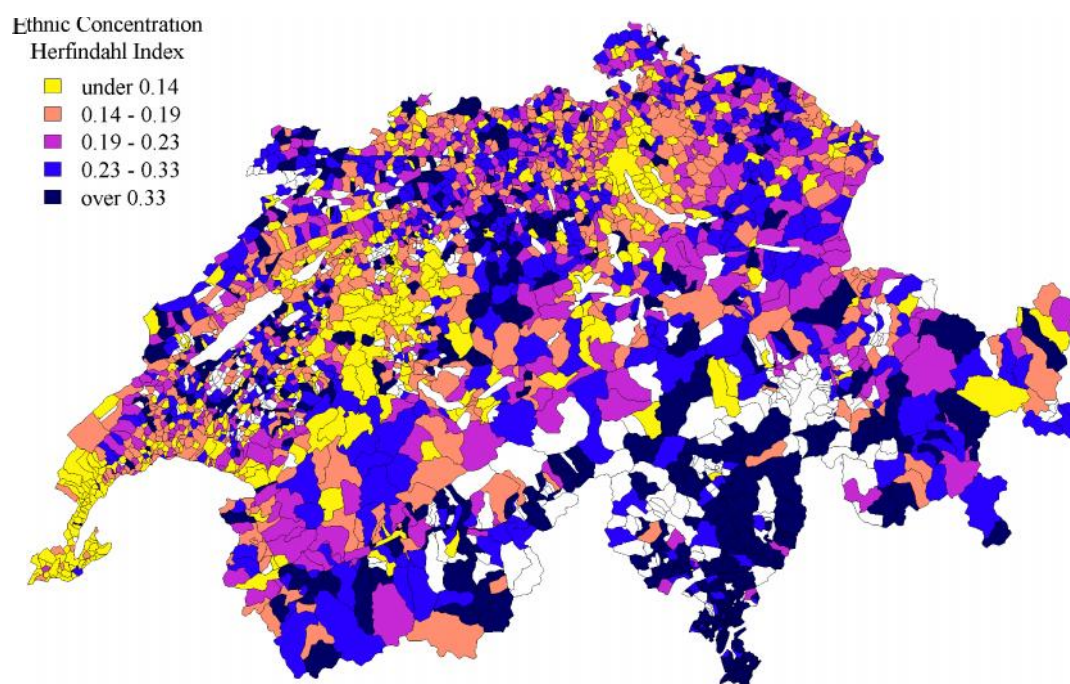 Ethnic Concentration
Herfindahl Index
under 0.14
0.14 - 0.19
0.19 - 0.23
0.23 - 0.33
over 0.33